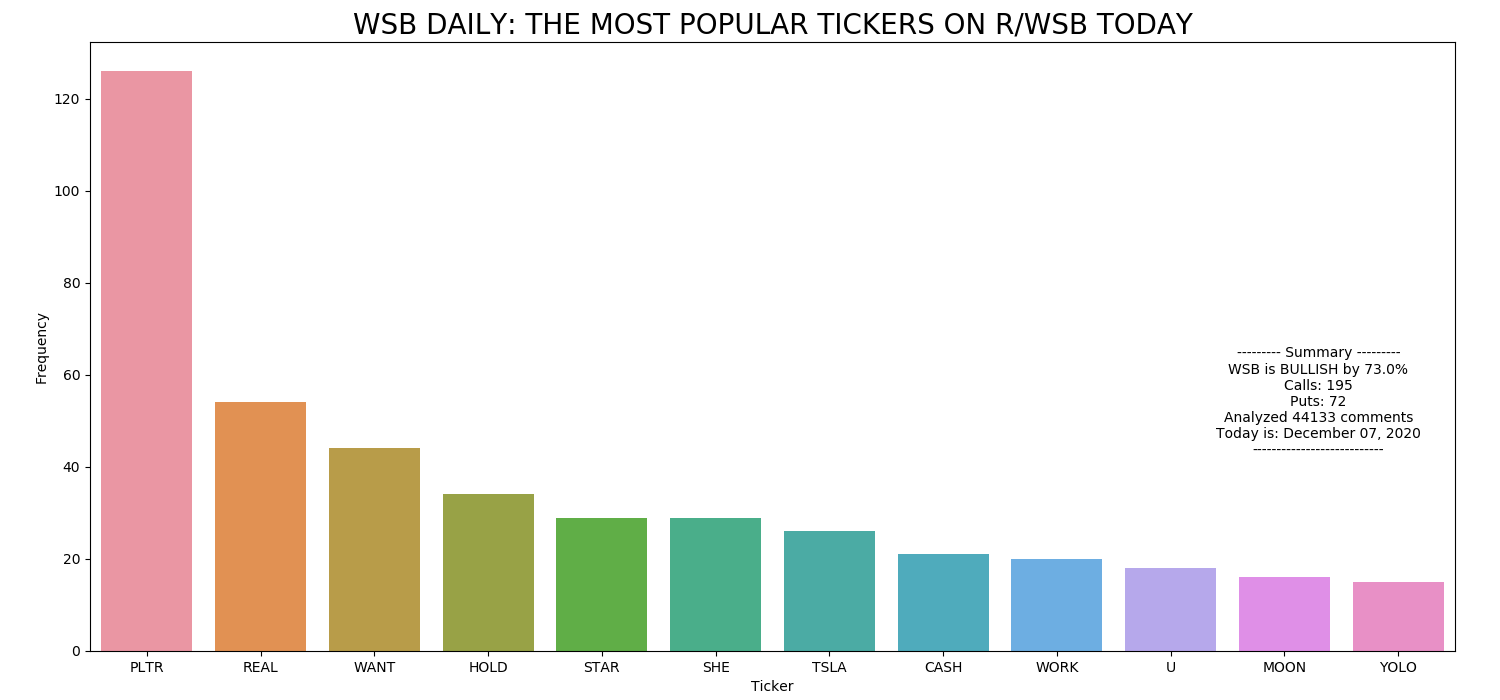 WSB DAILY: THE MOST POPULAR TICKERS ON R/WSB TODAY
120
100
80
60
40
20
0
Frequency
--------- Summary ---------
WSB is BULLISH by 73.0%
Calls: 195
Puts: 72
Analyzed 44133 comments
Today is: December 07, 2020
---------------------------
PLTR REAL WANT HOLD STAR SHE TSLA CASH WORK U MOON YOLO
Ticker